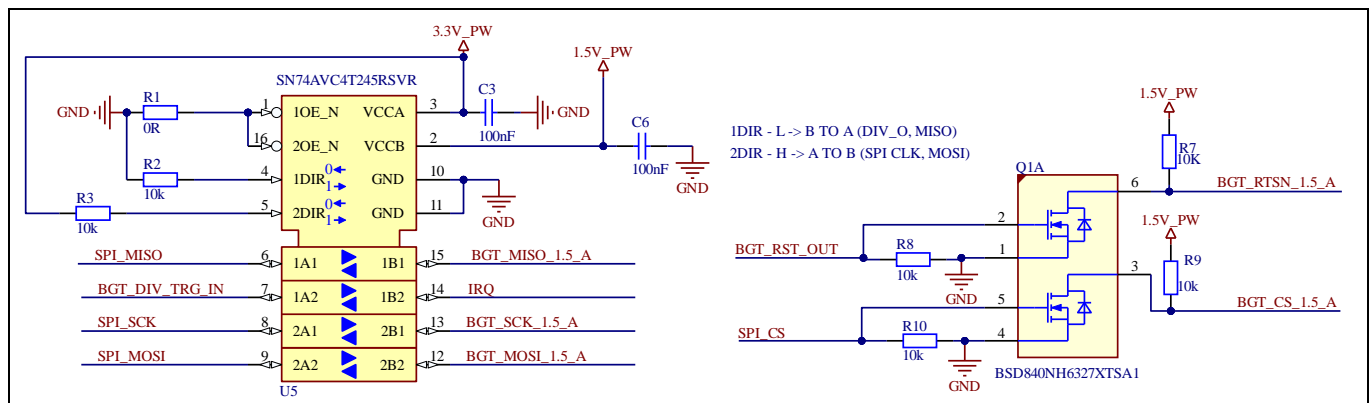 3.3V_PW
1.5V_PW
SN74AVC4T245RSVR
GND
R1
0R
1
1OE_N
VCCA
3
C3
100nF
GND
16
2OE_N
VCCB
2
C6
100nF
GND
R2
10k
4
1DIR
0
1
GND
10
R3
10k
5
2DIR
0
1
GND
11
GND
SPI_MISO
6
1A1
1B1
15
BGT_MISO_1.5_A
BGT_DIV_TRG_IN
7
1A2
1B2
14
IRQ
SPI_SCK
8
2A1
2B1
13
BGT_SCK_1.5_A
SPI_MOSI
9
2A2
2B2
12
BGT_MOSI_1.5_A
U5
1DIR - L -> B TO A (DIV_O, MISO)
2DIR - H -> A TO B (SPI CLK, MOSI)
1.5V_PW
R7
10K
Q1A
6
BGT_RTSN_1.5_A
2
BGT_RST_OUT
R8
10k
1
GND
1.5V_PW
3
R9
10k
BGT_CS_1.5_A
5
SPI_CS
R10
10k
4
GND
BSD840NH6327XTSA1